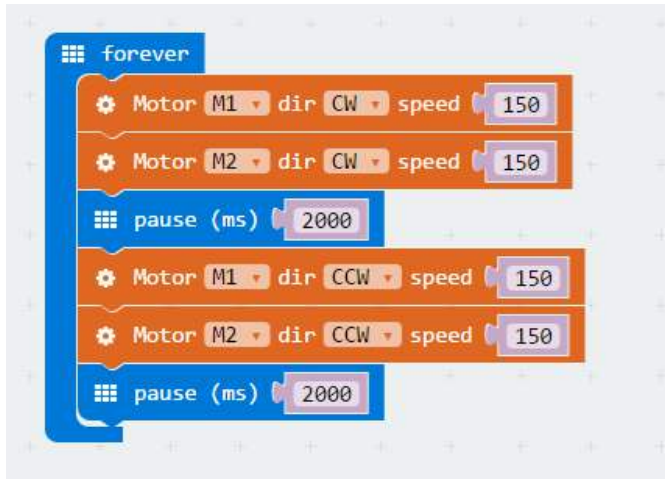 forever
Motor M1 dir CW speed 150
Motor M2 dir CW speed 150
pause (ms) 2000
Motor M1 dir CCW speed 150
Motor M2 dir CCW speed 150
pause (ms) 2000